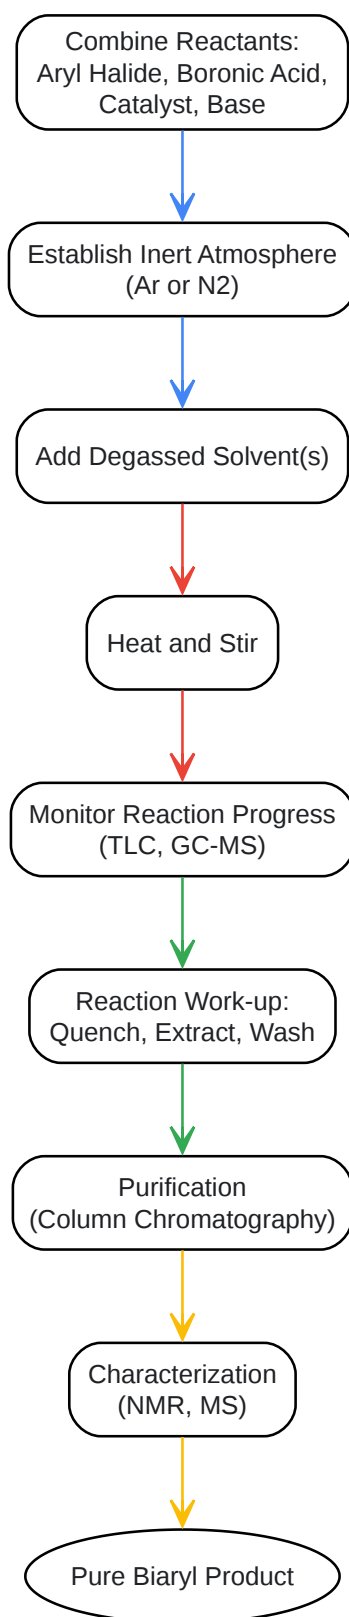 Combine Reactants:
Aryl Halide, Boronic Acid,
Catalyst, Base
Establish Inert Atmosphere
(Ar or N2)
Add Degassed Solvent(s)
Heat and Stir
Monitor Reaction Progress
(TLC, GC-MS)
Reaction Work-up:
Quench, Extract, Wash
Purification
(Column Chromatography)
Characterization
(NMR, MS)
Pure Biaryl Product